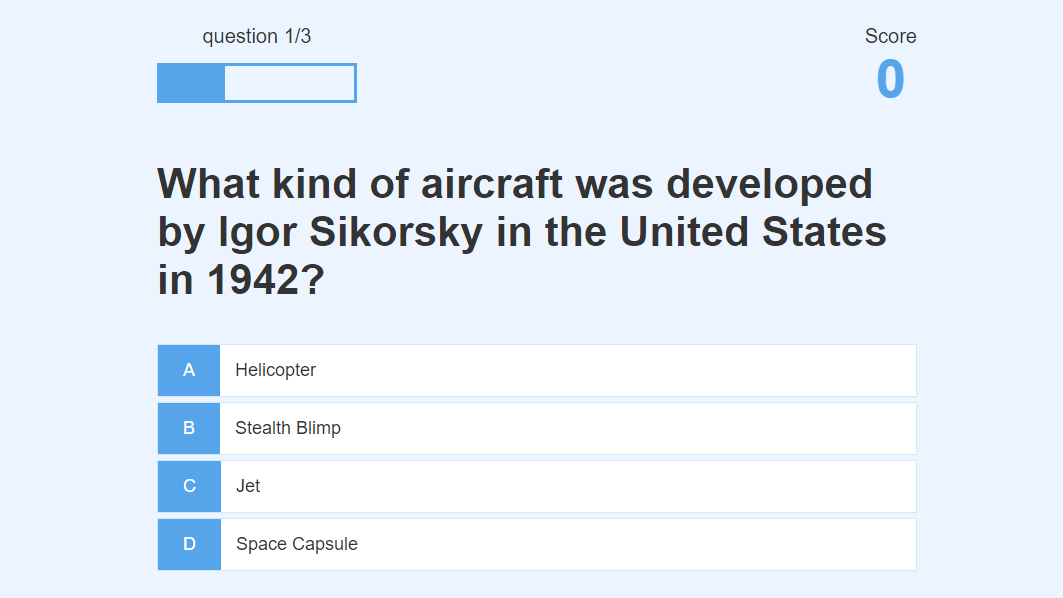 question 1/3
Score
0
What kind of aircraft was developed
by Igor Sikorsky in the United States
in 1942?
A Helicopter
B Stealth Blimp
C Jet
D Space Capsule